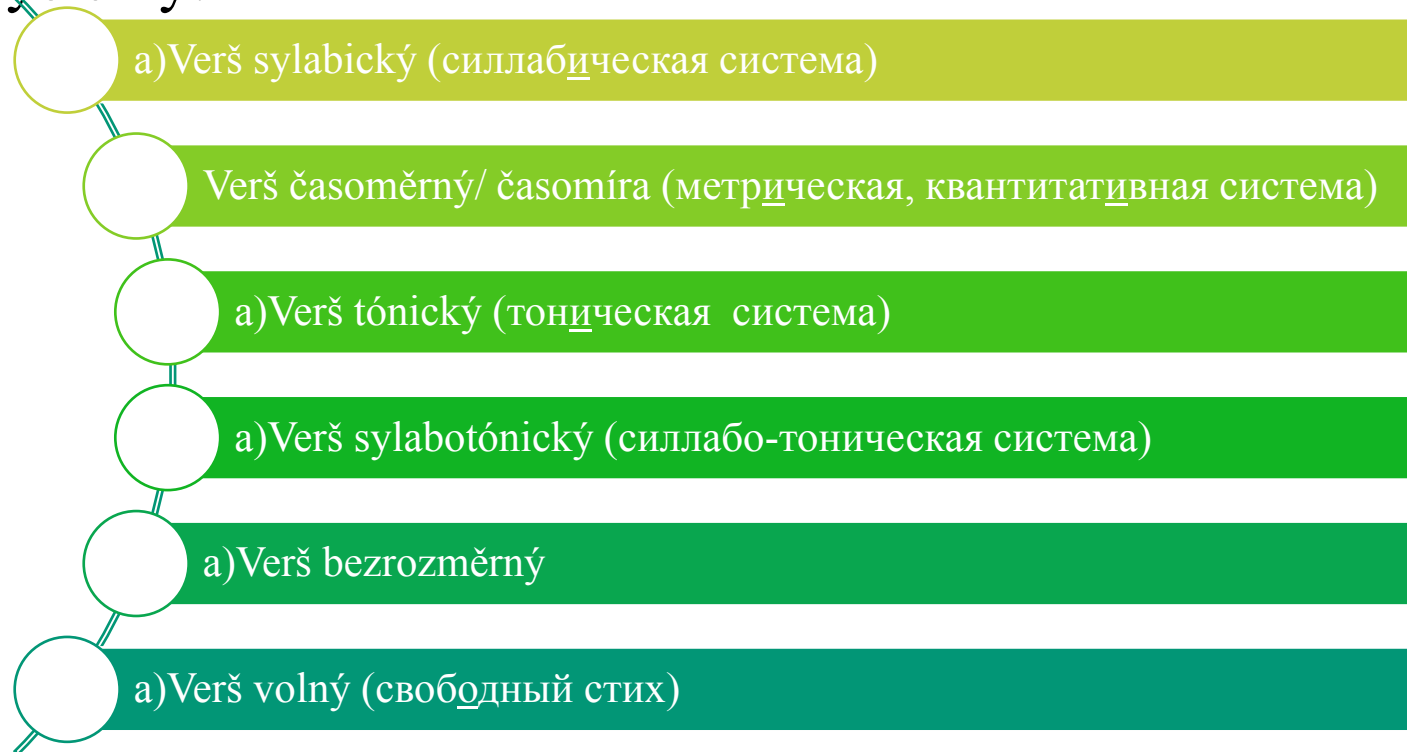 a)Verš sylabický (силлабическая система)
Verš časoměrný/ časomíra (метрическая, квантитативная система)
a)Verš tónický (тоническая  система)
a)Verš sylabotónický (силлабо-тоническая система)
a)Verš bezrozměrný
a)Verš volný (свободный стих)